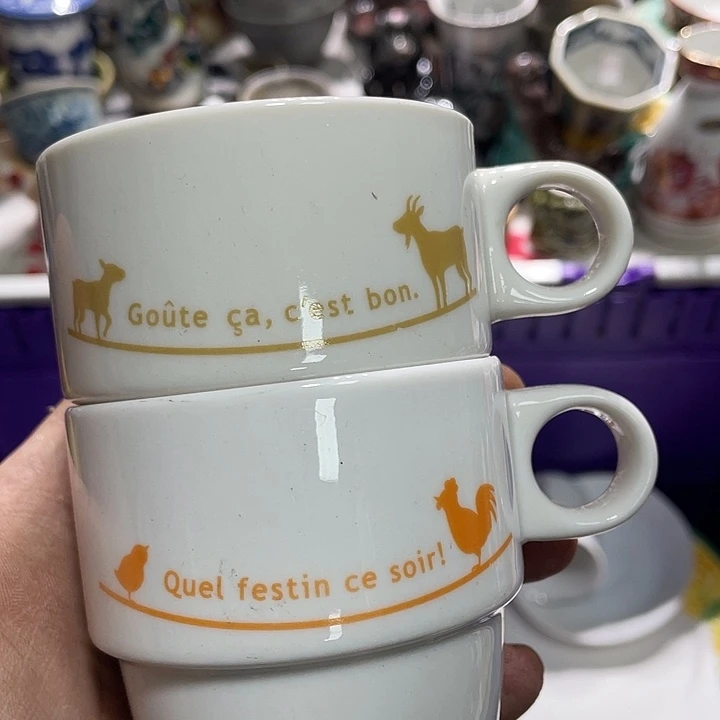 Goûte ça, c'est bon.
Quel festin ce soir!